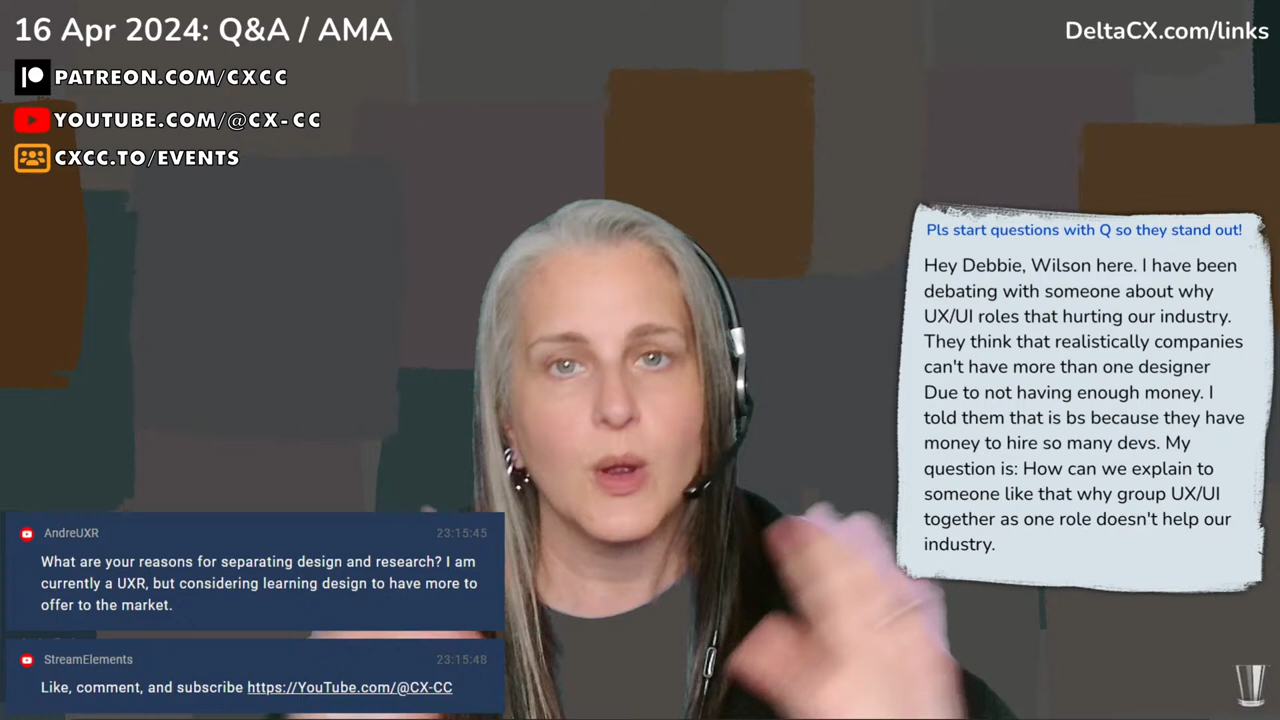 16 Apr 2024: Q&A / AMA
DeltaCX.com/links
PATREON.COM/CXCC
YOUTUBE.COM/@CX-CC
CXCC.TO/EVENTS
Pls start questions with Q so they stand out!
Hey Debbie, Wilson here. I have been
debating with someone about why
UX/UI roles that hurting our industry.
They think that realistically companies
can't have more than one designer
Due to not having enough money. I
told them that is bs because they have
money to hire so many devs. My
question is: How can we explain to
someone like that why group UX/UI
together as one role doesn't help our
industry.
AndreUXR 23:15:45
What are your reasons for separating design and research? I am
currently a UXR, but considering learning design to have more to
offer to the market.
StreamElements 23:15:48
Like, comment, and subscribe https://YouTube.com/@CX-CC